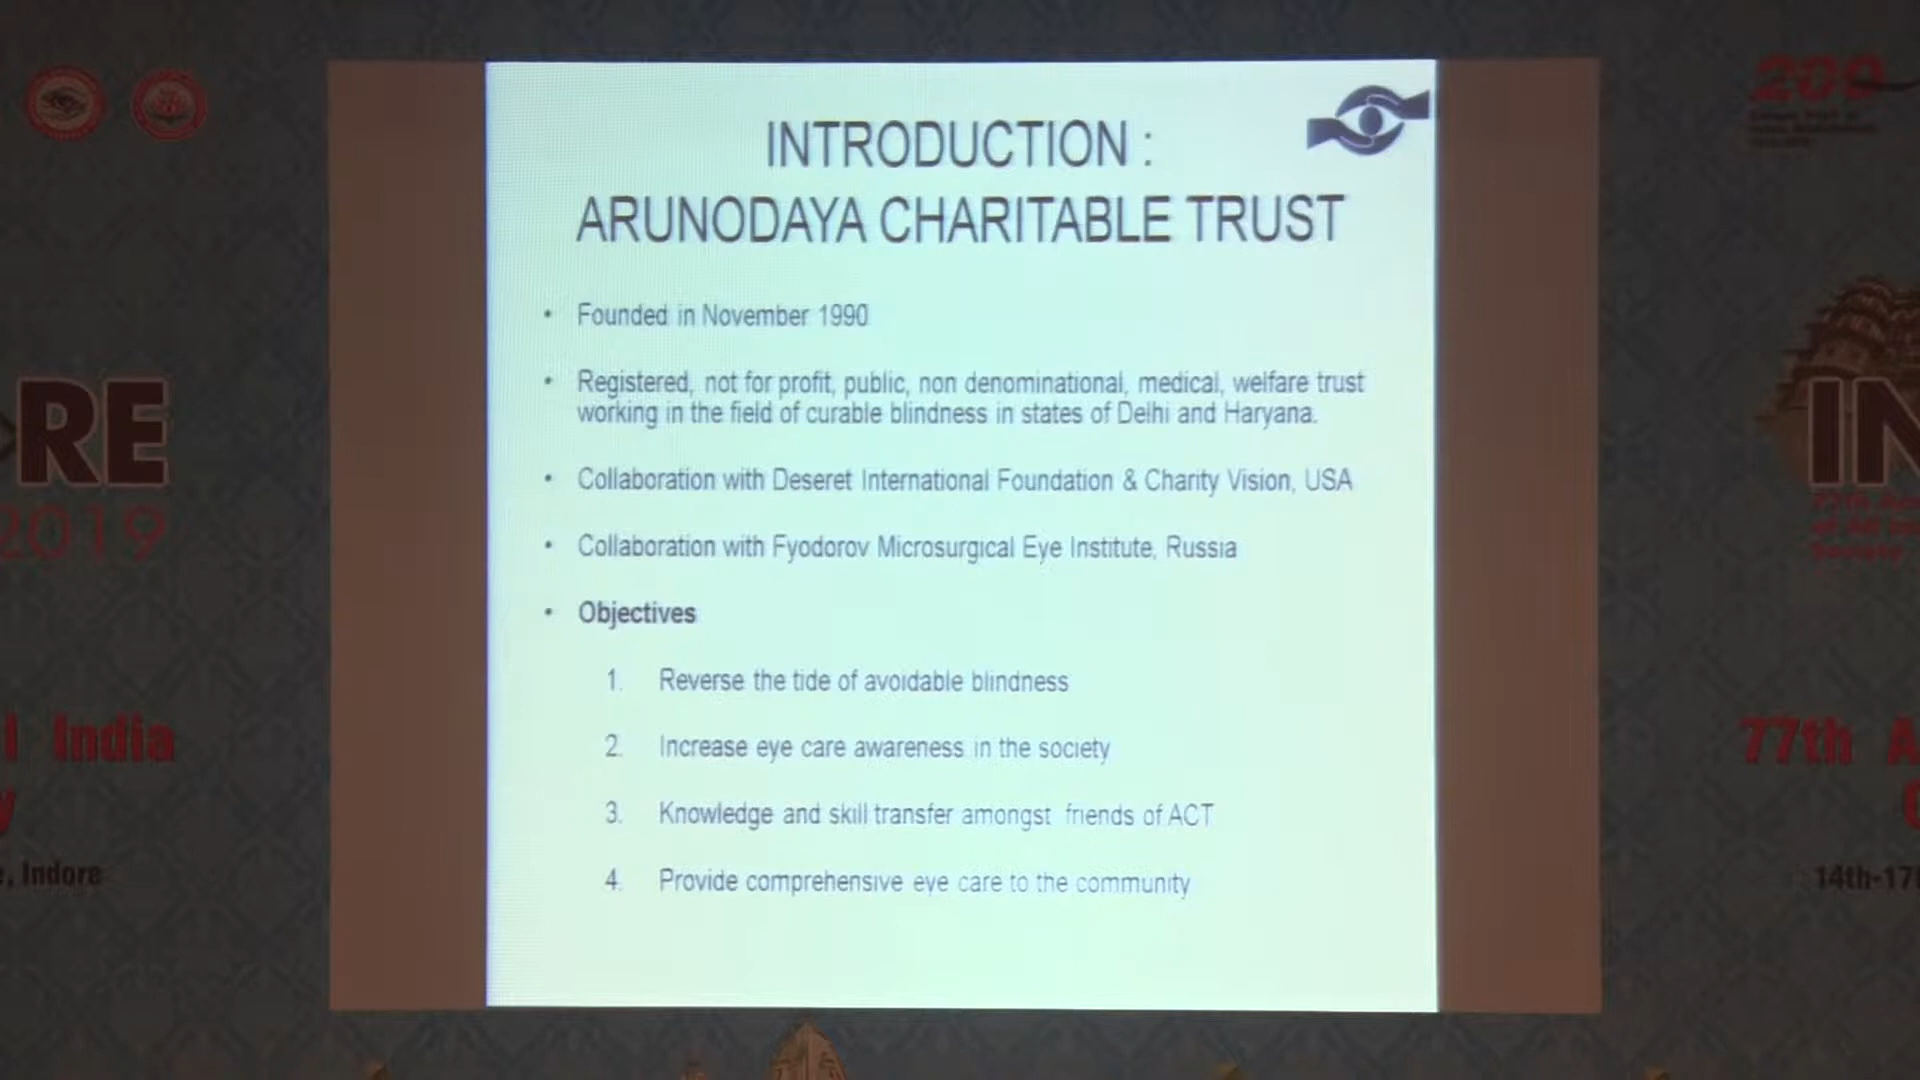 INTRODUCTION :
ARUNODAYA CHARITABLE TRUST
• Founded in November 1990
• Registered, not for profit, public, non denominational, medical, welfare trust
working in the field of curable blindness in states of Delhi and Haryana.
• Collaboration with Deseret International Foundation & Charity Vision, USA
• Collaboration with Fyodorov Microsurgical Eye Institute, Russia
• Objectives
1. Reverse the tide of avoidable blindness
2. Increase eye care awareness in the society
3. Knowledge and skill transfer amongst friends of ACT
4. Provide comprehensive eye care to the community
RE
2019
India
, Indore
200
IN
77th A
14th-17